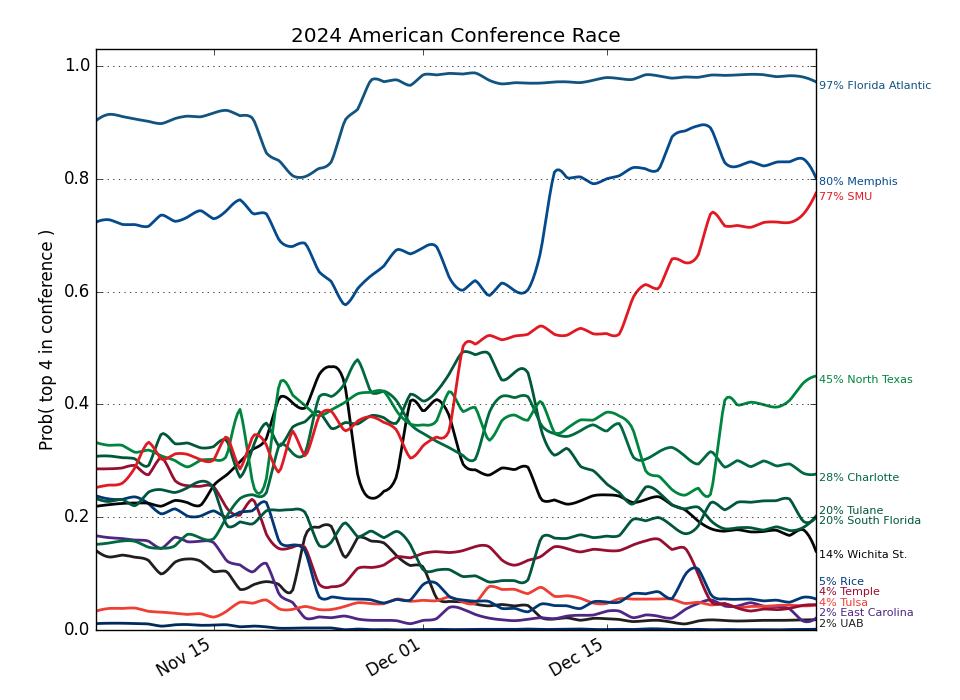 2024 American Conference Race
Prob( top 4 in conference )
1.0
0.8
0.6
0.4
0.2
0.0
Nov 15
Dec 01
Dec 15
97% Florida Atlantic
80% Memphis
77% SMU
45% North Texas
28% Charlotte
20% Tulane
20% South Florida
14% Wichita St.
5% Rice
4% Temple
4% Tulsa
2% East Carolina
2% UAB